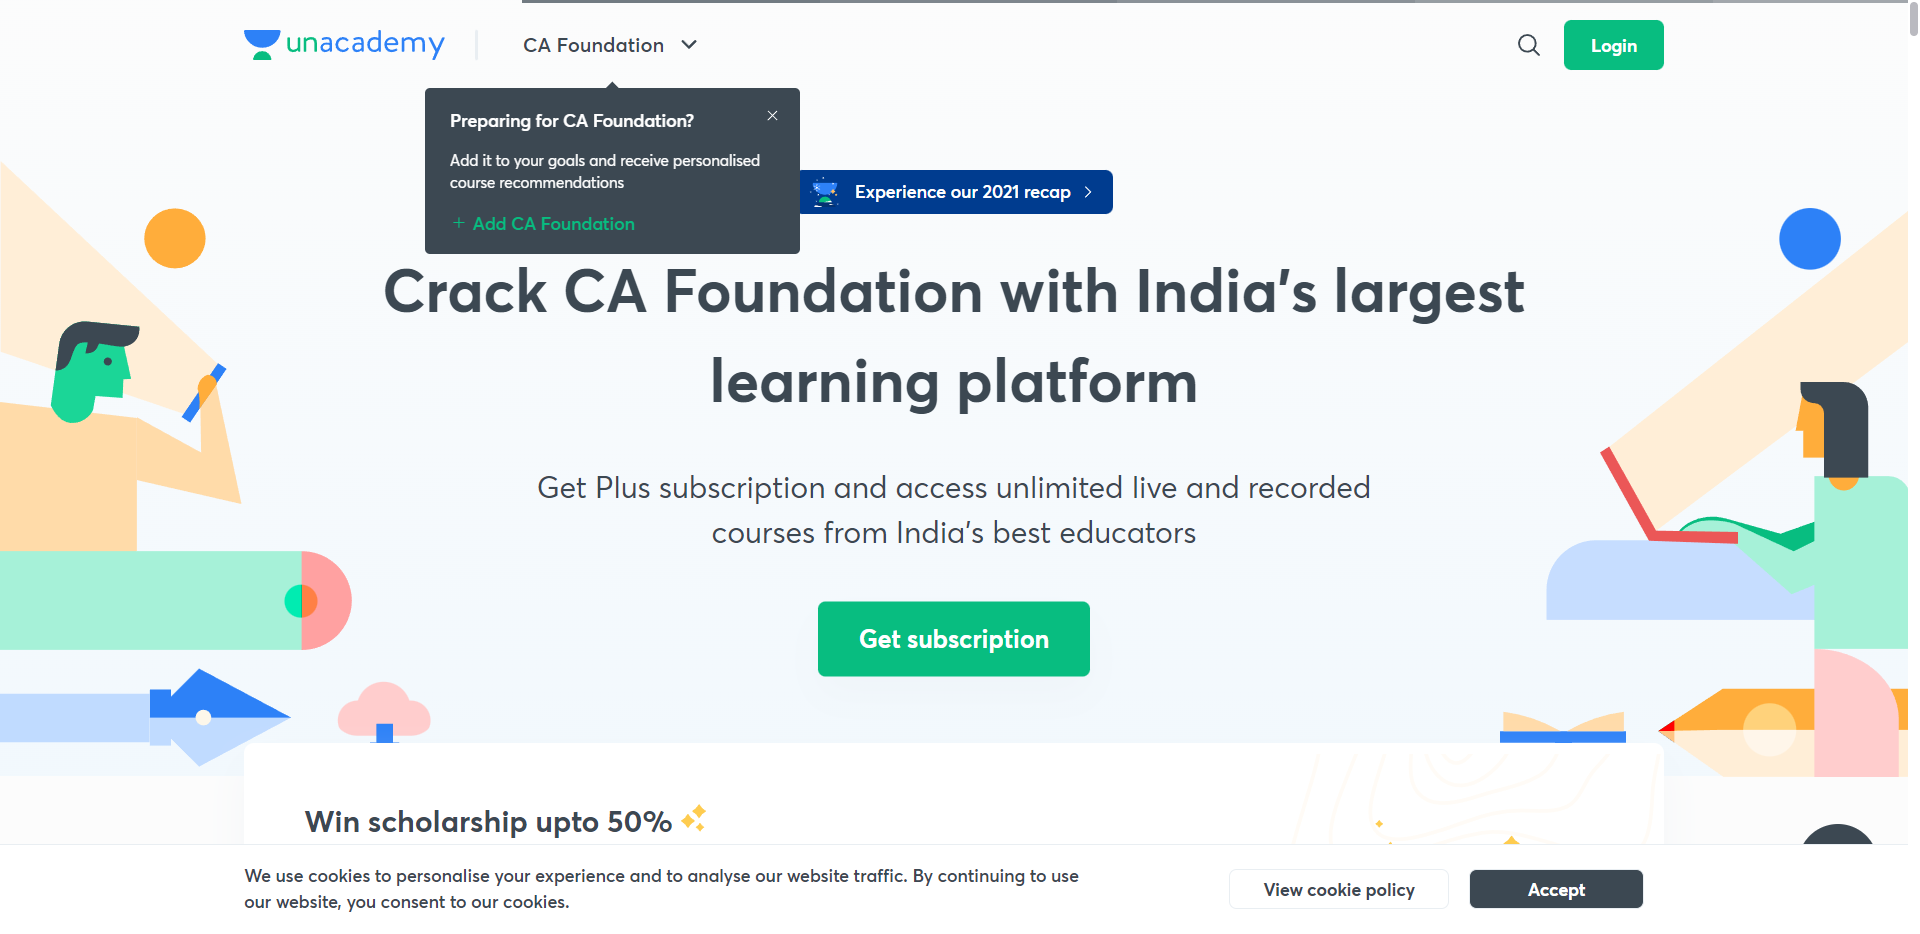 unacademy
CA Foundation
Login
Preparing for CA Foundation?
Add it to your goals and receive personalised
course recommendations
+ Add CA Foundation
Experience our 2021 recap
Crack CA Foundation with India's largest
learning platform
Get Plus subscription and access unlimited live and recorded
courses from India's best educators
Get subscription
Win scholarship upto 50%
We use cookies to personalise your experience and to analyse our website traffic. By continuing to use
our website, you consent to our cookies.
View cookie policy
Accept